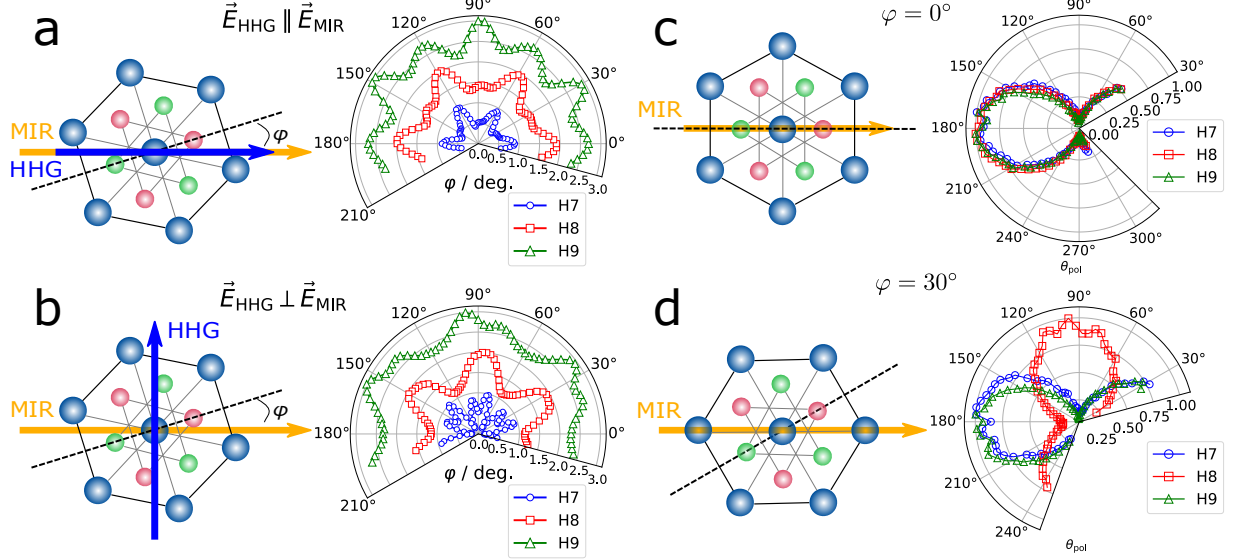 a
E⃗HHG ∥ E⃗MIR
MIR
HHG
φ
90°
120° 60°
150° 30°
180° 0°
210°
0.0 0.5 1.0 1.5 2.0 2.5 3.0
φ / deg.
H7
H8
H9
b
E⃗HHG ⊥ E⃗MIR
HHG
MIR
φ
90°
120° 60°
150° 30°
180° 0°
210°
0.0 0.5 1.0 1.5 2.0 2.5 3.0
φ / deg.
H7
H8
H9
c
φ = 0°
MIR
90°
120° 60°
150° 30°
180°
210°
240° 300°
270°
0.00 0.25 0.50 0.75 1.00
θpol
H7
H8
H9
d
φ = 30°
MIR
90°
120° 60°
150° 30°
180°
210°
240°
0.25 0.50 0.75 1.00
θpol
H7
H8
H9